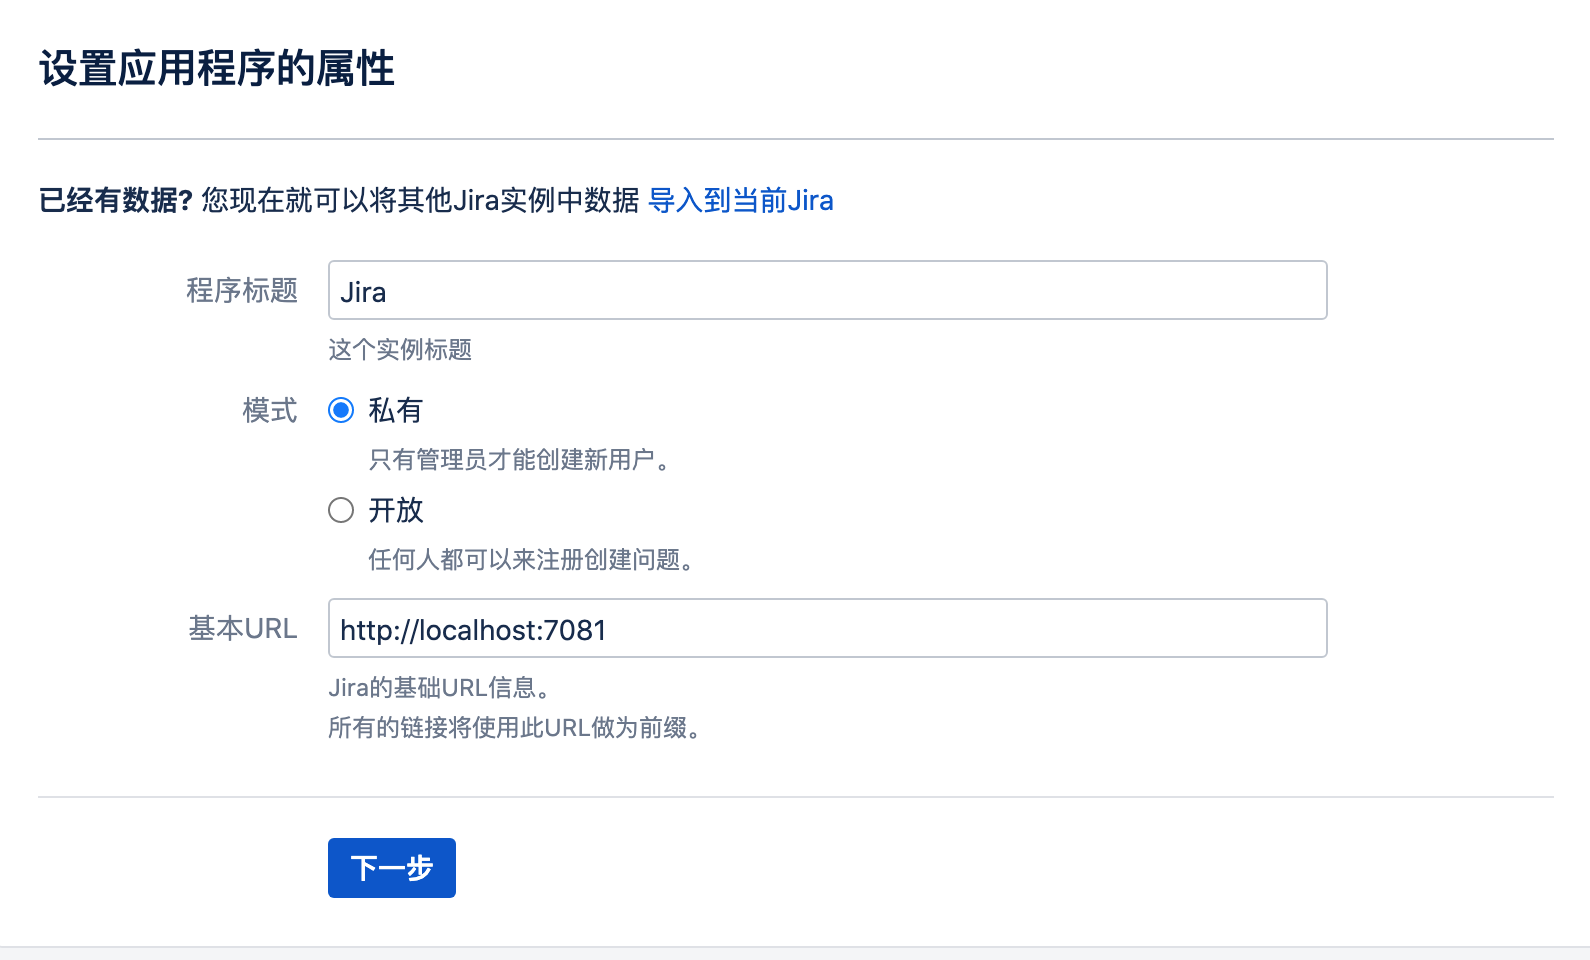 设置应用程序的属性
已经有数据? 您现在就可以将其他Jira实例中数据 导入到当前Jira
程序标题 Jira
这个实例标题
模式 私有
只有管理员才能创建新用户。
开放
任何人都可以来注册创建问题。
基本URL http://localhost:7081
Jira的基础URL信息。
所有的链接将使用此URL做为前缀。
下一步